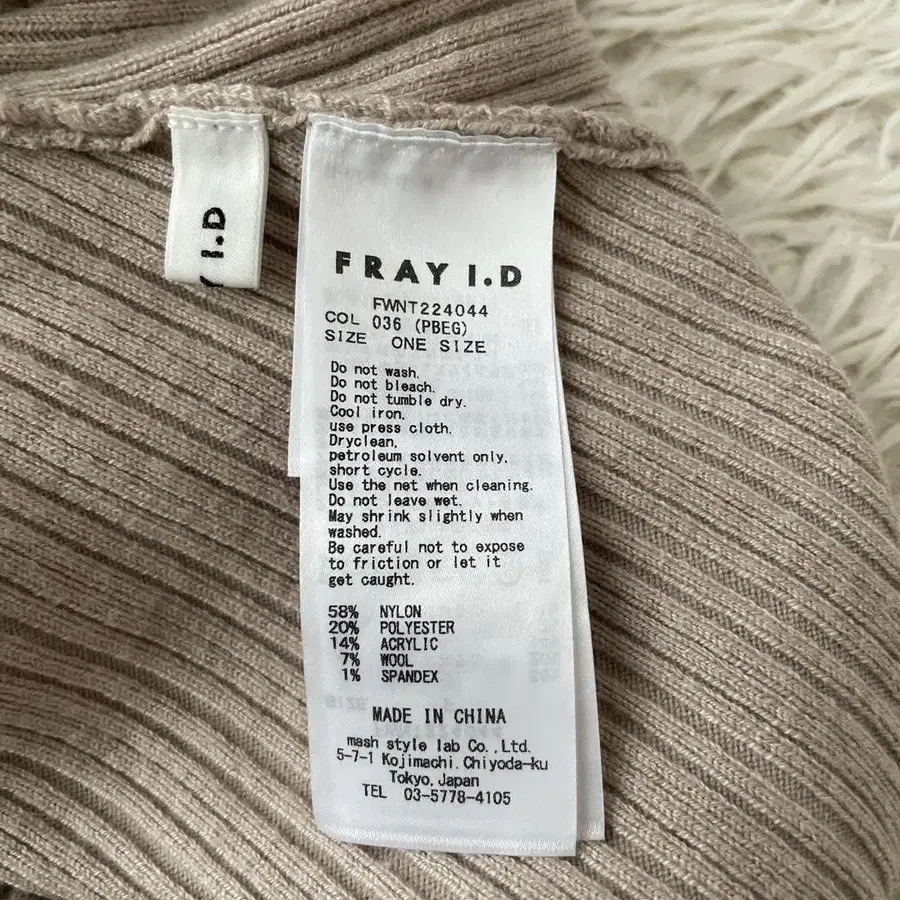 Y I.D
FRAY I.D
FWNT224044
COL 036 (PBEG)
SIZE ONE SIZE
Do not wash.
Do not bleach.
Do not tumble dry.
Cool iron,
use press cloth.
Dryclean,
petroleum solvent only,
short cycle.
Use the net when cleaning.
Do not leave wet.
May shrink slightly when
washed.
Be careful not to expose
to friction or let it
get caught.
58% NYLON
20% POLYESTER
14% ACRYLIC
7% WOOL
1% SPANDEX
MADE IN CHINA
mash style lab Co.,Ltd.
5-7-1 Kojimachi, Chiyoda-ku
Tokyo, Japan
TEL 03-5778-4105